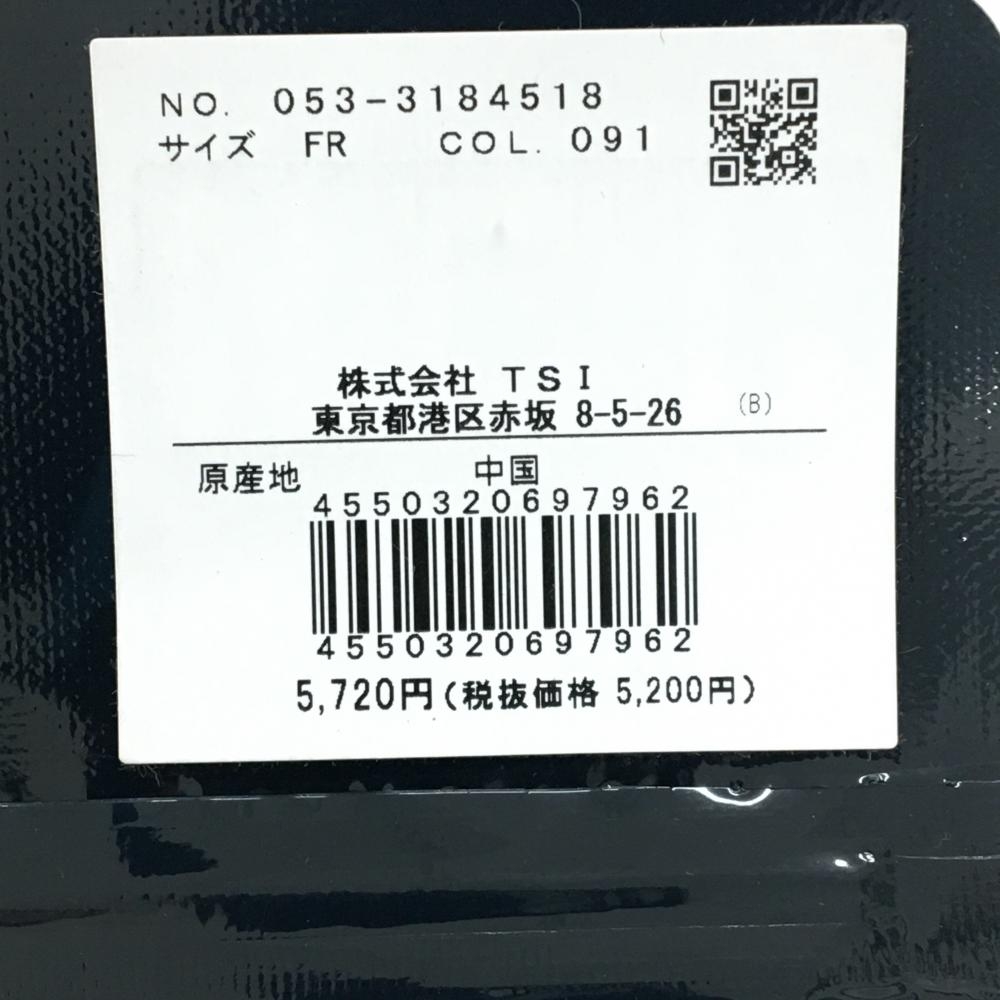 NO. 053-3184518
サイズ FR COL. 091
株式会社 TSI
東京都港区赤坂 8-5-26 (B)
原産地 中国
4550320697962
4550320697962
5,720円(税抜価格 5,200円)